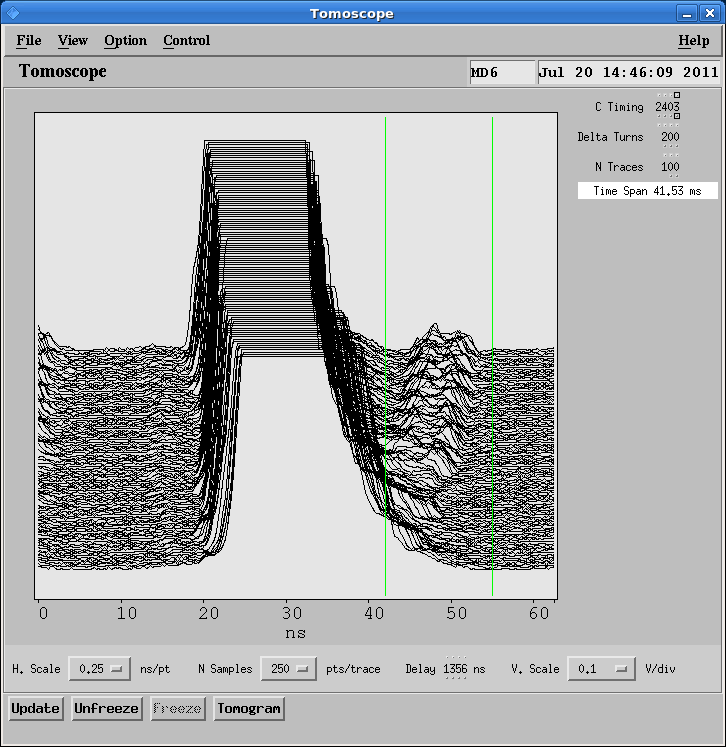 Tomoscope
File View Option Control Help
Tomoscope MD6 Jul 20 14:46:09 2011
C Timing 2403
Delta Turns 200
N Traces 100
Time Span 41.53 ms
0 10 20 30 40 50 60
ns
H. Scale 0.25 ns/pt N Samples 250 pts/trace Delay 1356 ns V. Scale 0.1 V/div
Update Unfreeze Freeze Tomogram